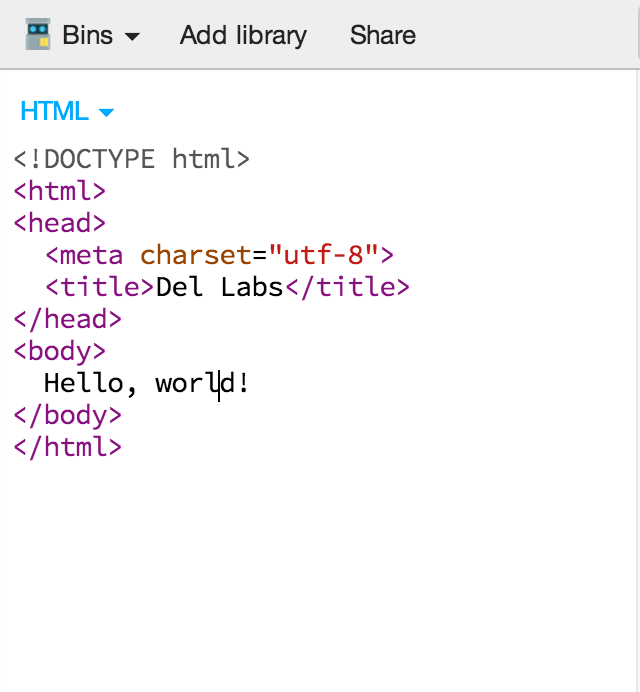 Bins Add library Share
HTML
<!DOCTYPE html>
<html>
<head>
  <meta charset="utf-8">
  <title>Del Labs</title>
</head>
<body>
  Hello, world!
</body>
</html>